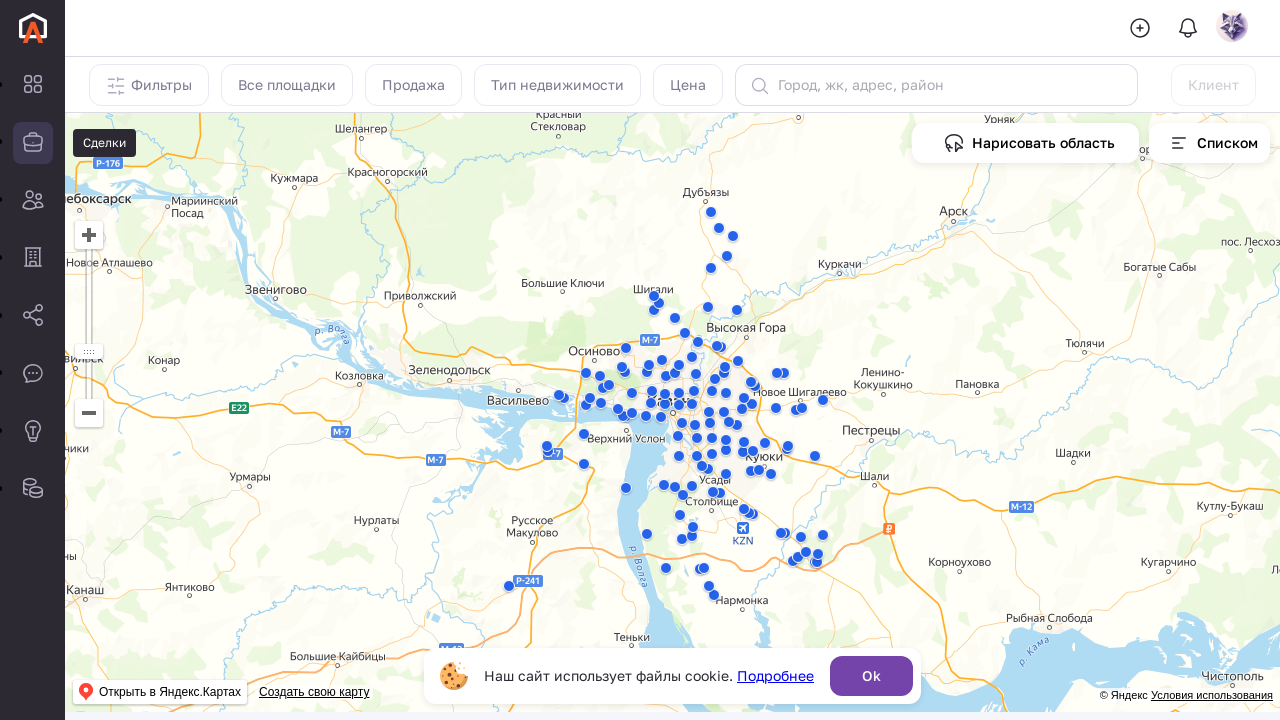 Фильтры
Все площадки
Продажа
Тип недвижимости
Цена
Город, жк, адрес, район
Клиент
Сделки
Нарисовать область
Списком
Красный
Стекловар
Урняк
Шелангер
Р-176
Кужмара
Красногорский
Дубъязы
Мариинский
Посад
Арск
пос. Лесхоз
Новое Атлашево
Куркачи
Богатые Сабы
Звенигово
Приволжский
Большие Ключи
Шигали
р. Волга
Высокая Гора
М-7
Осиново
Тюлячи
Конар
Козловка
Зеленодольск
Новое Шигалеево
Ленино-
Кокушкино
Пановка
Е22
Васильево
М-7
Верхний Услон
Пестрецы
М-7
Куюки
Шадки
Урмары
Усады
Шали
Столбище
М-12
Кутлу-Букаш
Нурлаты
Русское
Макулово
KZN
р. Волга
Корноухово
Кугарчино
Янтиково
Канаш
Р-241
Нармонка
Рыбная Слобода
Теньки
р. Кама
Большие Кайбицы
Чистополь
Наш сайт использует файлы cookie. Подробнее
Ok
Открыть в Яндекс.Картах
Создать свою карту
© Яндекс Условия использования